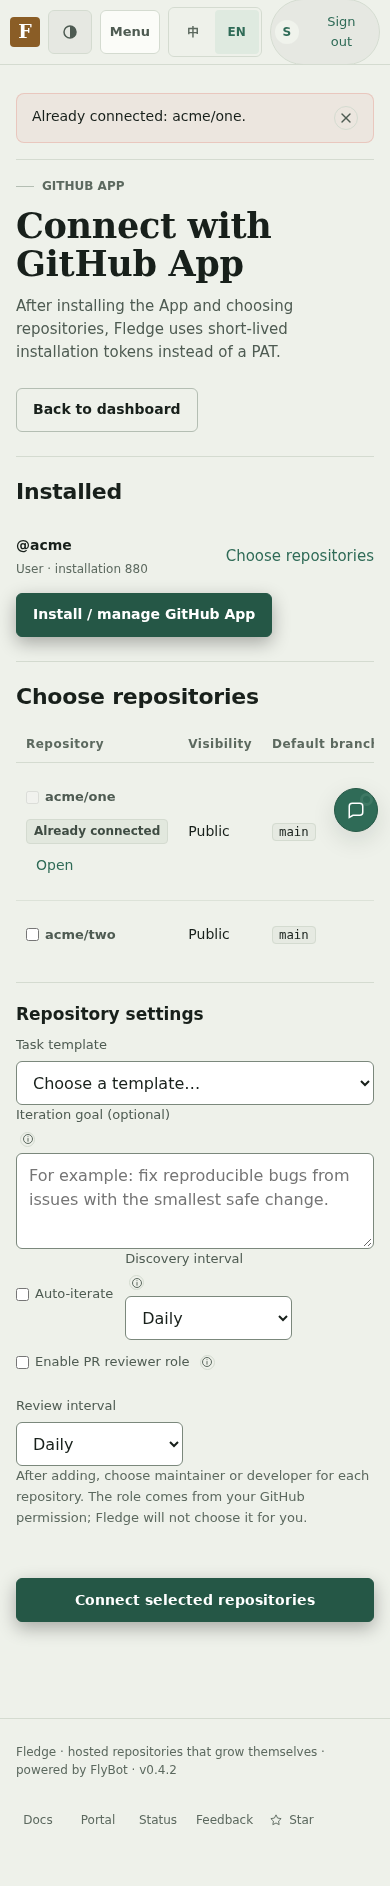 F
Menu
中
EN
S
Sign
out
Already connected: acme/one.
GITHUB APP
Connect with
GitHub App
After installing the App and choosing
repositories, Fledge uses short-lived
installation tokens instead of a PAT.
Back to dashboard
Installed
@acme
User · installation 880
Choose repositories
Install / manage GitHub App
Choose repositories
Repository Visibility Default branch
acme/one
Already connected
Open
Public
main
acme/two
Public
main
Repository settings
Task template
Choose a template...
Iteration goal (optional)
For example: fix reproducible bugs from
issues with the smallest safe change.
Discovery interval
Auto-iterate
Daily
Enable PR reviewer role
Review interval
Daily
After adding, choose maintainer or developer for each
repository. The role comes from your GitHub
permission; Fledge will not choose it for you.
Connect selected repositories
Fledge · hosted repositories that grow themselves ·
powered by FlyBot · v0.4.2
Docs Portal Status Feedback Star